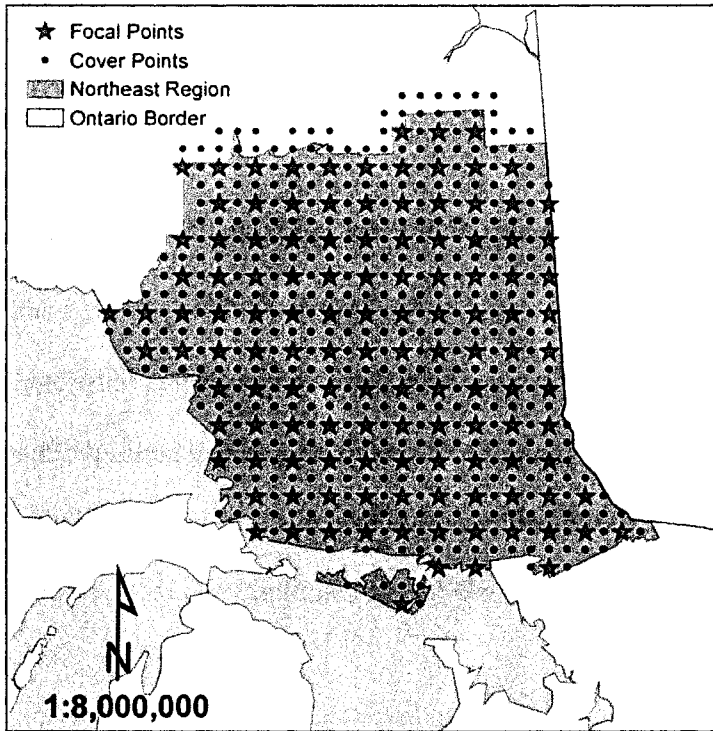 Focal Points
Cover Points
Northeast Region
Ontario Border
N
1:8,000,000